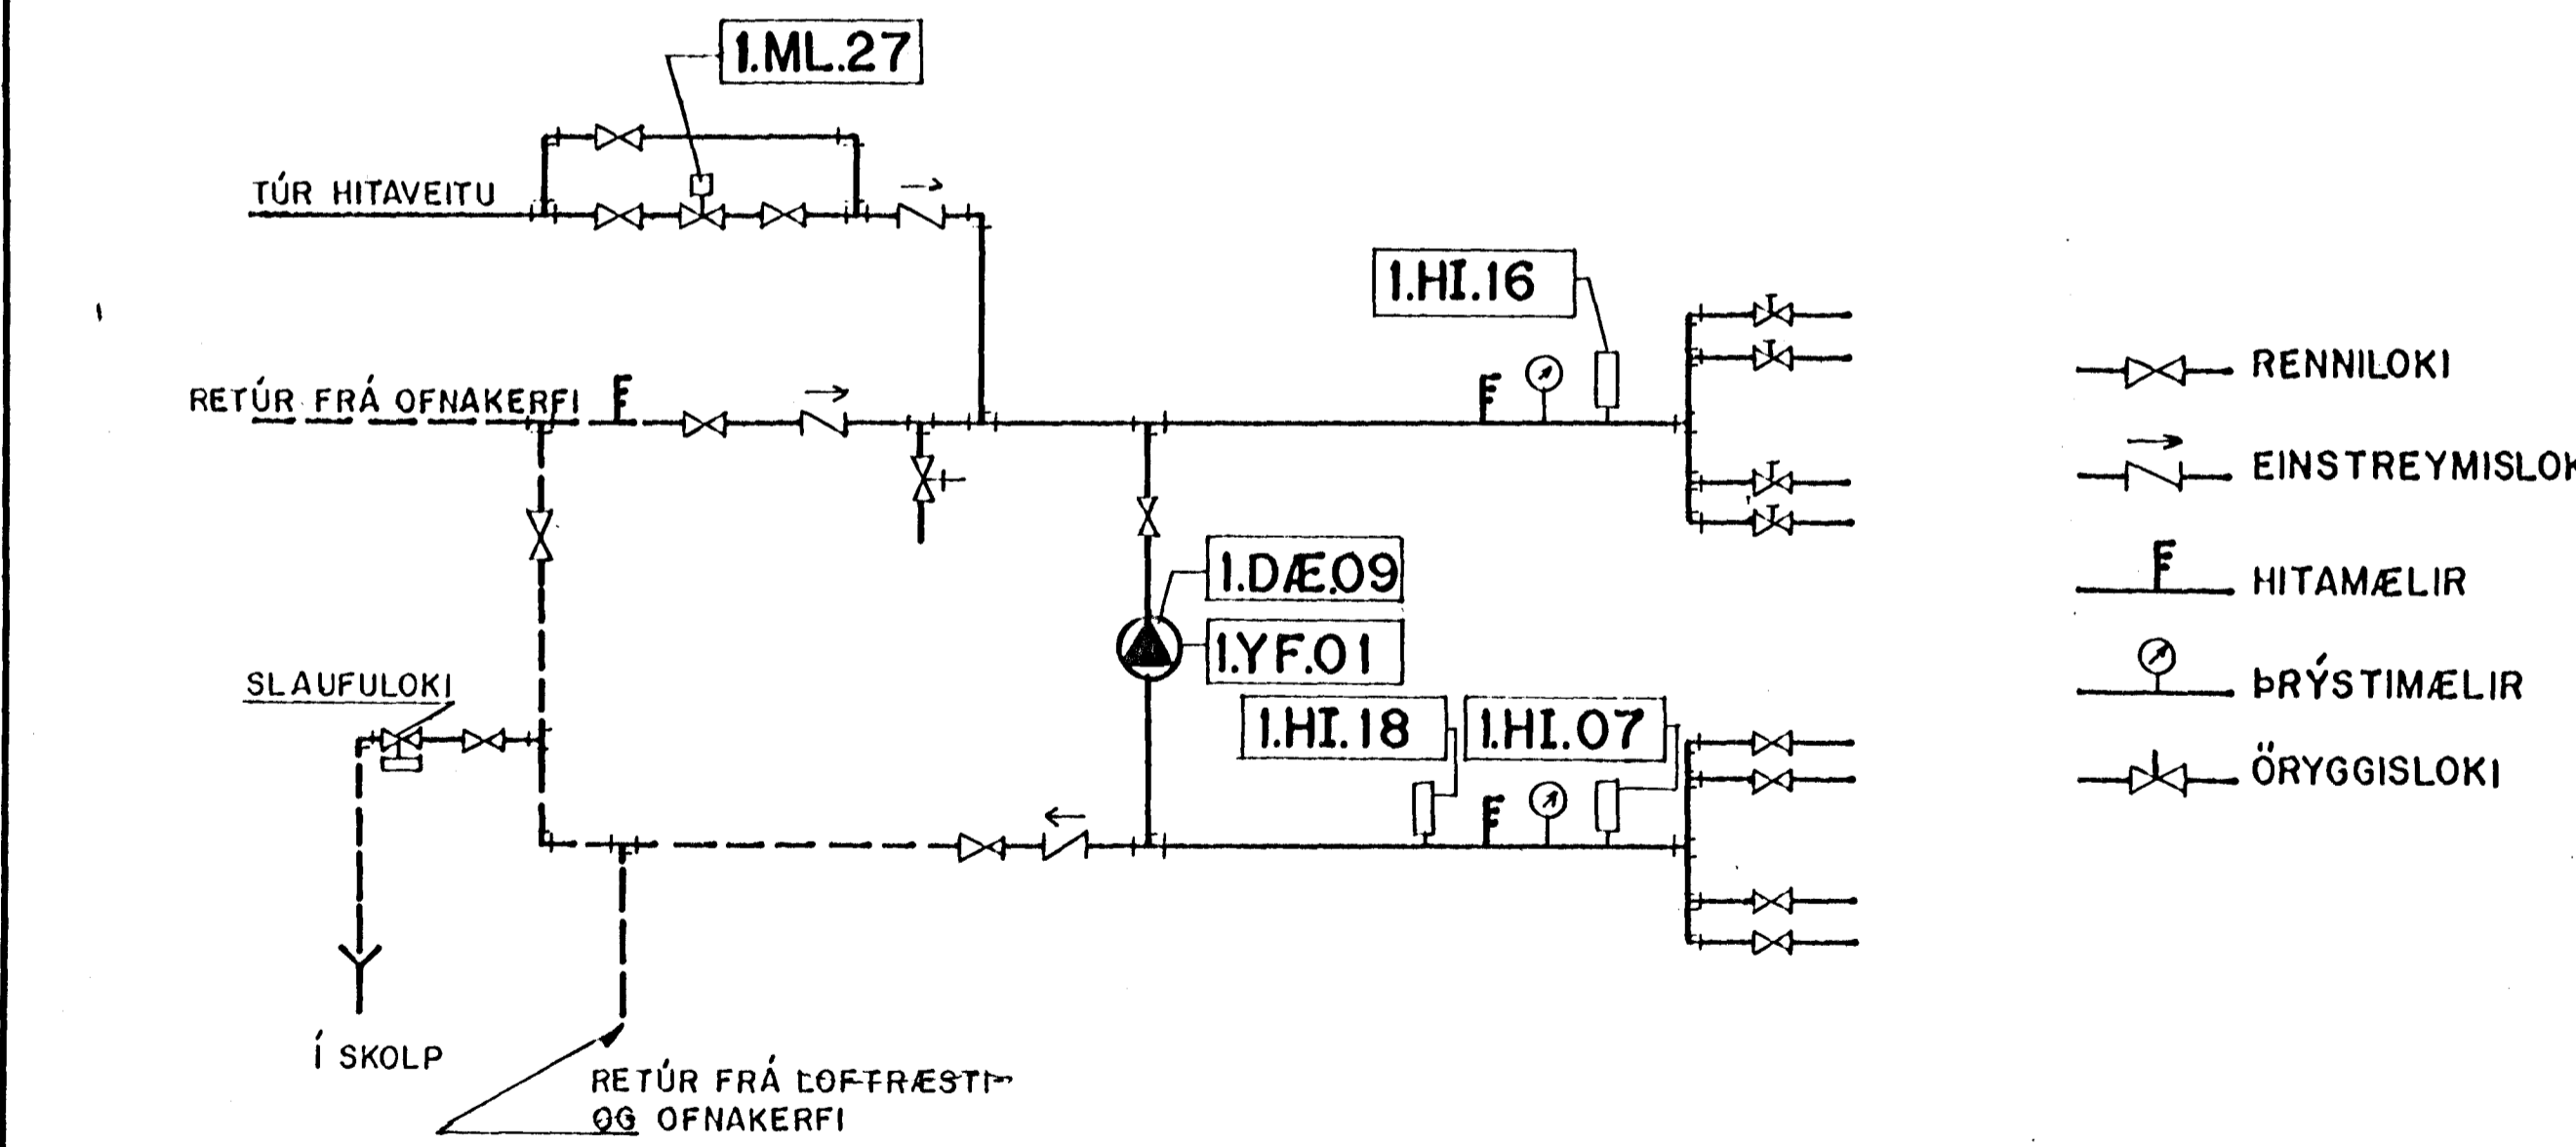 1.ML.27
TÚR HITAVEITU
1.HI.16
RETÚR FRÁ OFNAKERFI
1.DÆ.09
1.YF.01
SLAUFULOKI
1.HI.18
1.HI.07
Í SKOLP
RETÚR FRÁ LOFTRÆSTI-
OG OFNAKERFI
RENNILOKI
EINSTREYMISLOK
HITAMÆLIR
ÞRÝSTIMÆLIR
ÖRYGGISLOKI